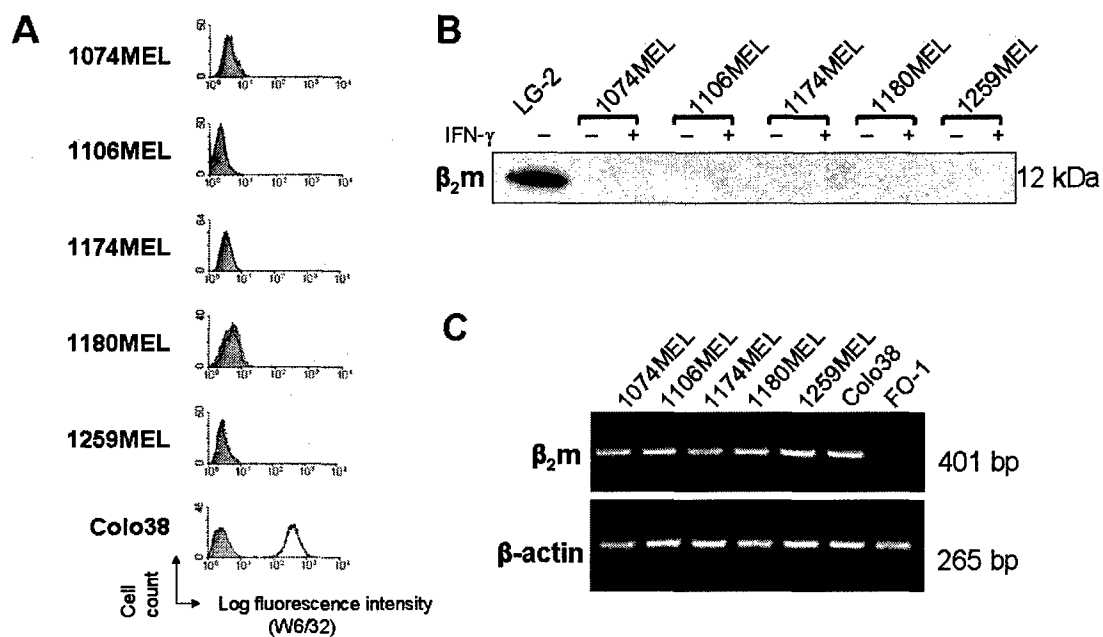 A
1074MEL
1106MEL
1174MEL
1180MEL
1259MEL
Colo38
Cell count
Log fluorescence intensity
(W6/32)
B
LG-2
1074MEL
1106MEL
1174MEL
1180MEL
1259MEL
IFN-γ − − + − + − + − + − +
β₂m
12 kDa
C
1074MEL
1106MEL
1174MEL
1180MEL
1259MEL
Colo38
FO-1
β₂m
401 bp
β-actin
265 bp